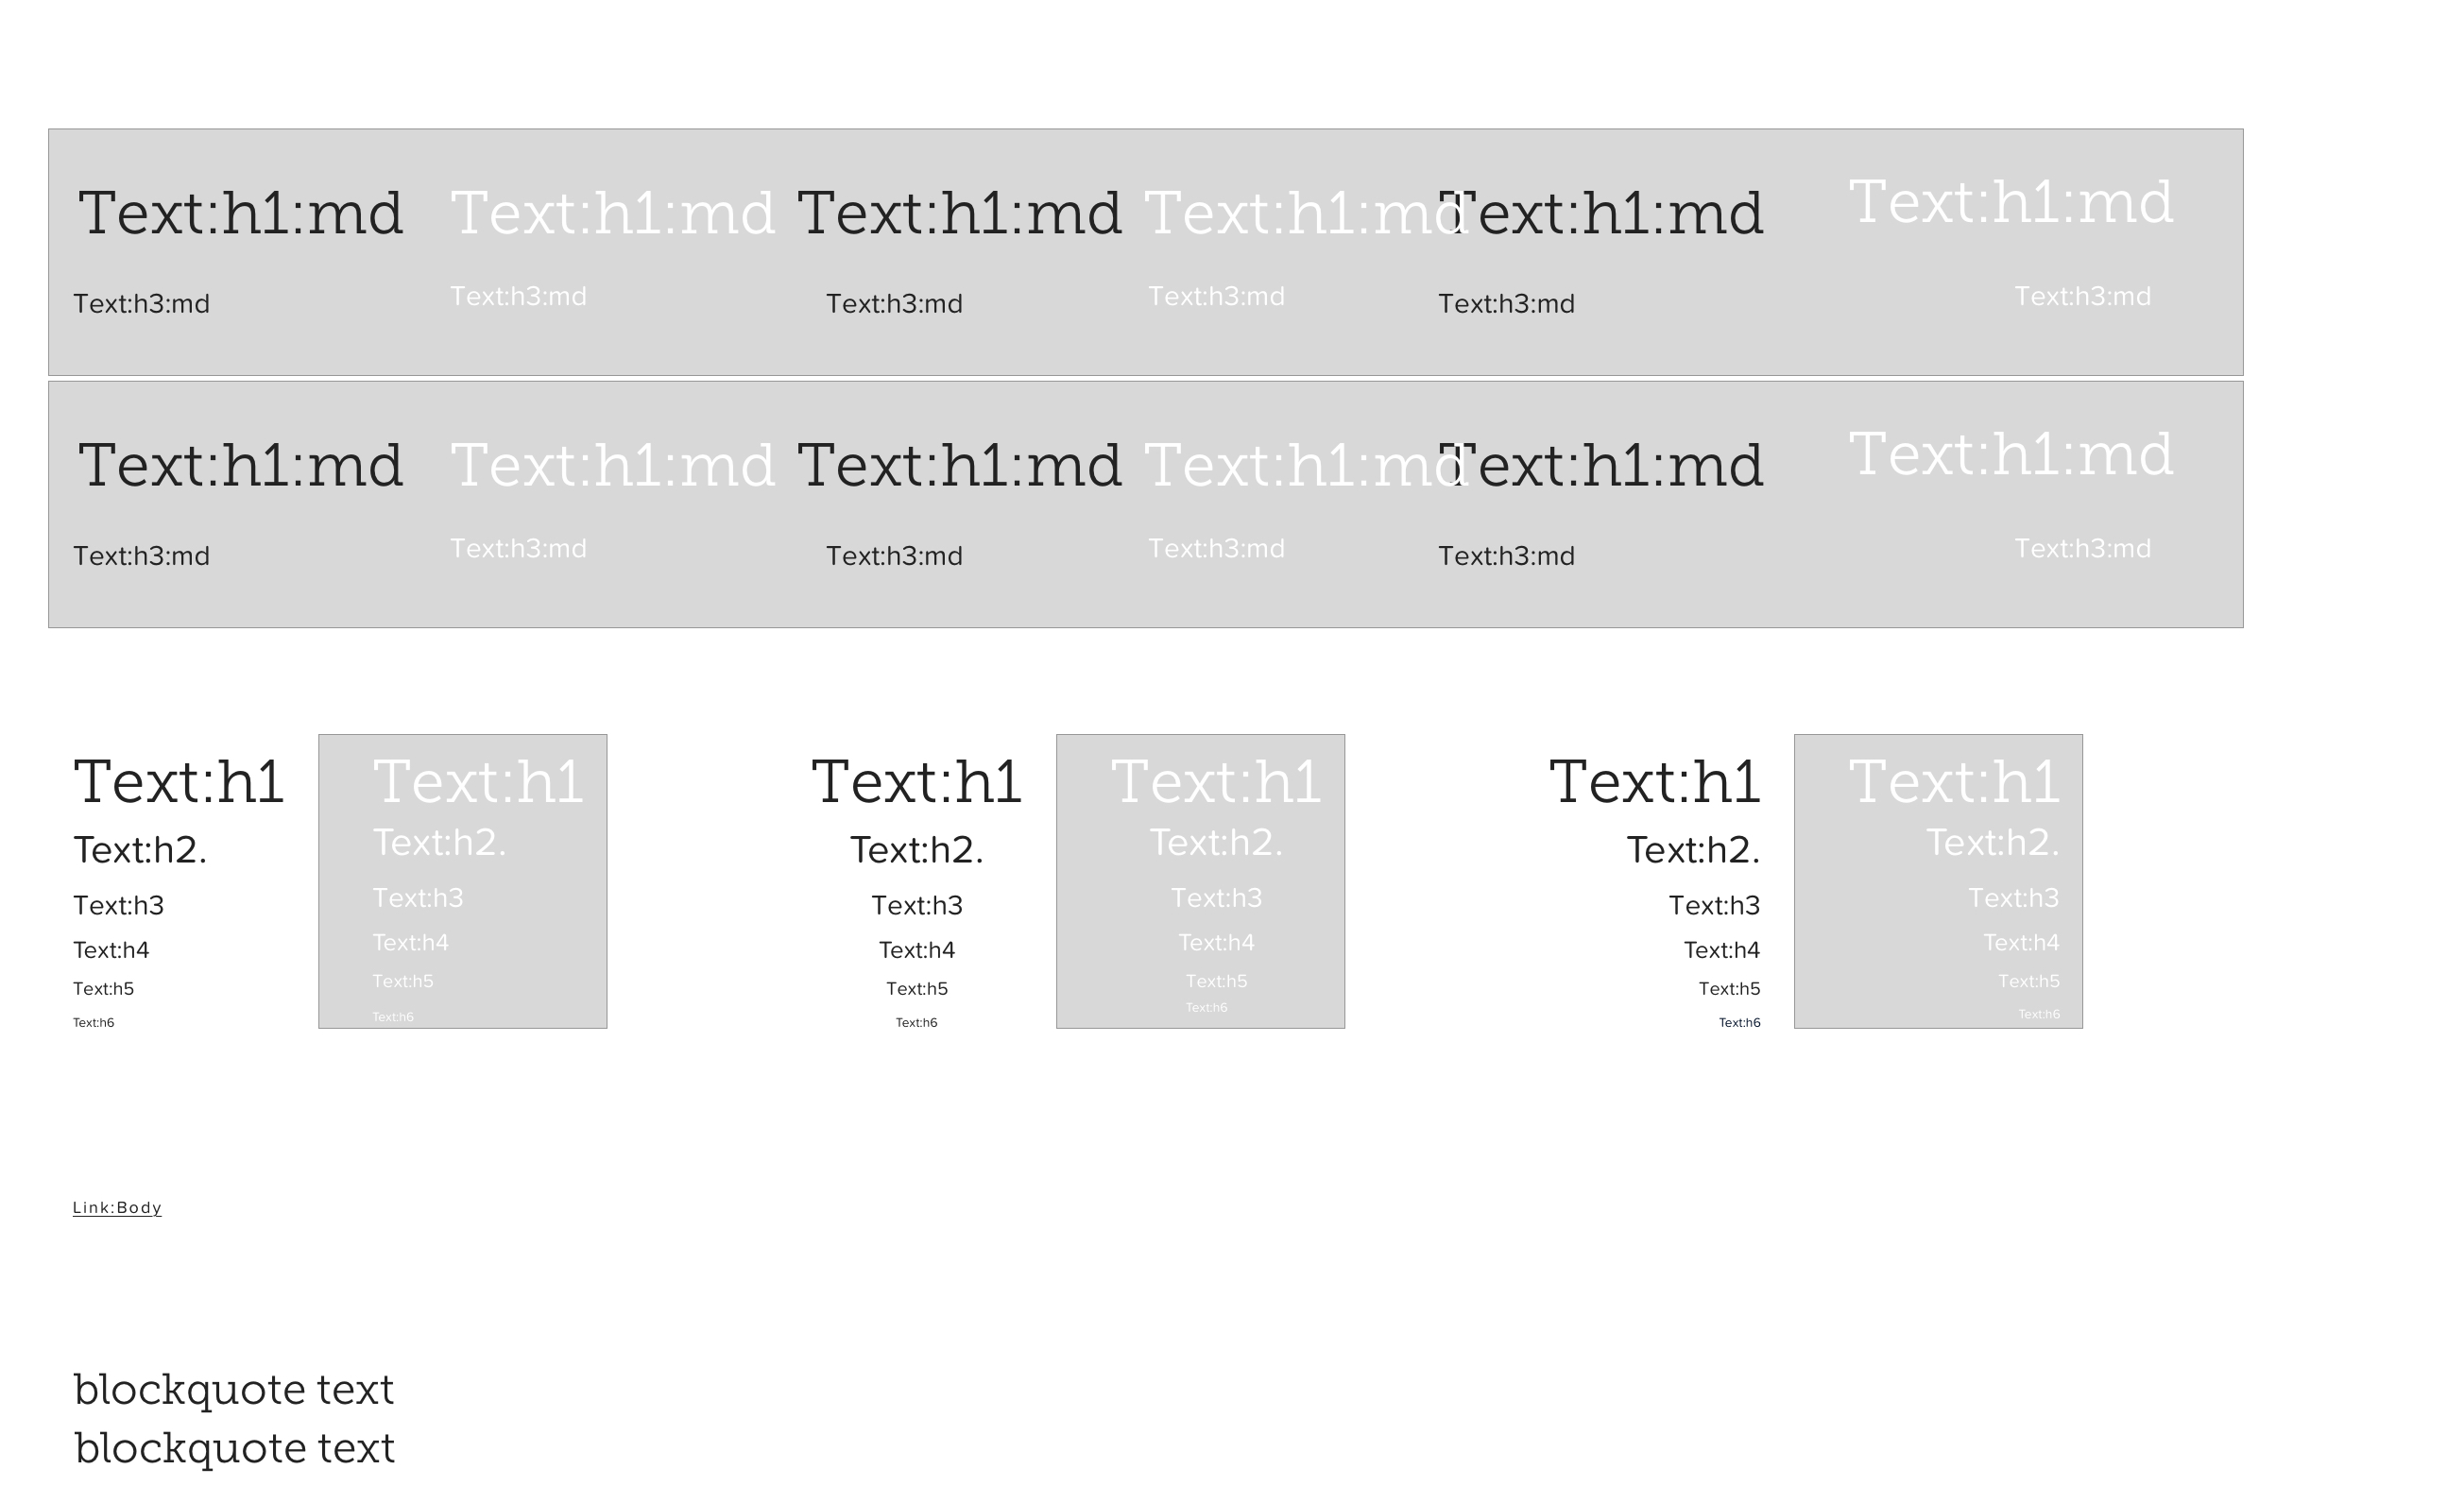 Text:h1:md Text:h1:md Text:h1:md Text:h1:md Text:h1:md Text:h1:md
Text:h3:md Text:h3:md Text:h3:md Text:h3:md Text:h3:md Text:h3:md
Text:h1:md Text:h1:md Text:h1:md Text:h1:md Text:h1:md Text:h1:md
Text:h3:md Text:h3:md Text:h3:md Text:h3:md Text:h3:md Text:h3:md
Text:h1 Text:h1 Text:h1 Text:h1 Text:h1 Text:h1
Text:h2. Text:h2. Text:h2. Text:h2. Text:h2. Text:h2.
Text:h3 Text:h3 Text:h3 Text:h3 Text:h3 Text:h3
Text:h4 Text:h4 Text:h4 Text:h4 Text:h4 Text:h4
Text:h5 Text:h5 Text:h5 Text:h5 Text:h5 Text:h5
Text:h6 Text:h6 Text:h6 Text:h6 Text:h6 Text:h6
Link:Body
blockquote text
blockquote text